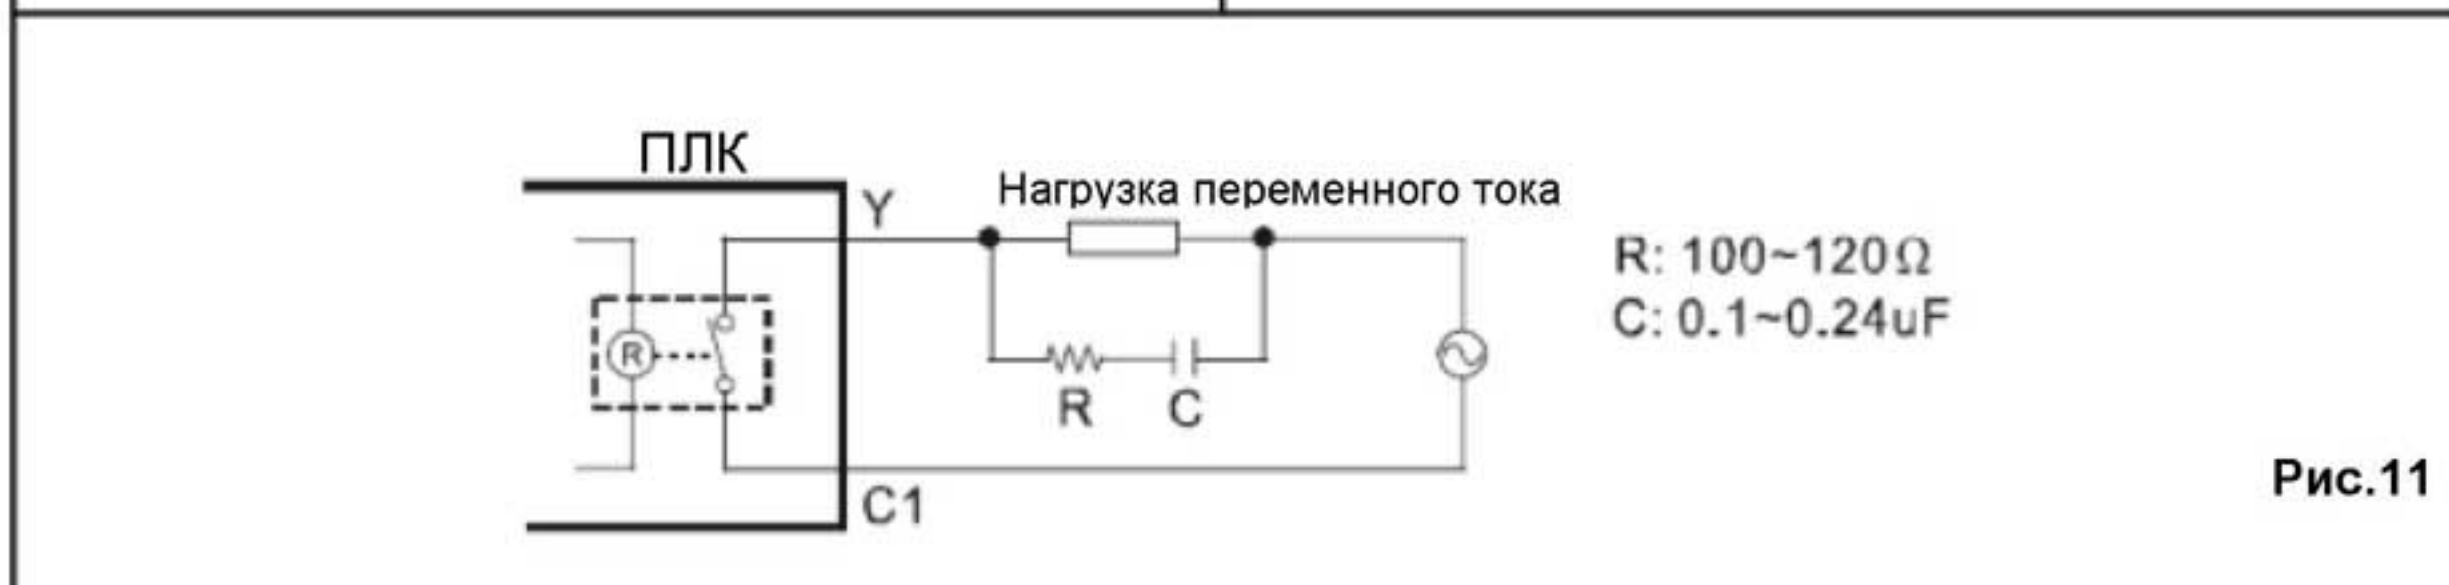 ПЛК
Y
Нагрузка переменного тока
R: 100~120Ω
C: 0.1~0.24uF
R
R
C
C1
Рис.11